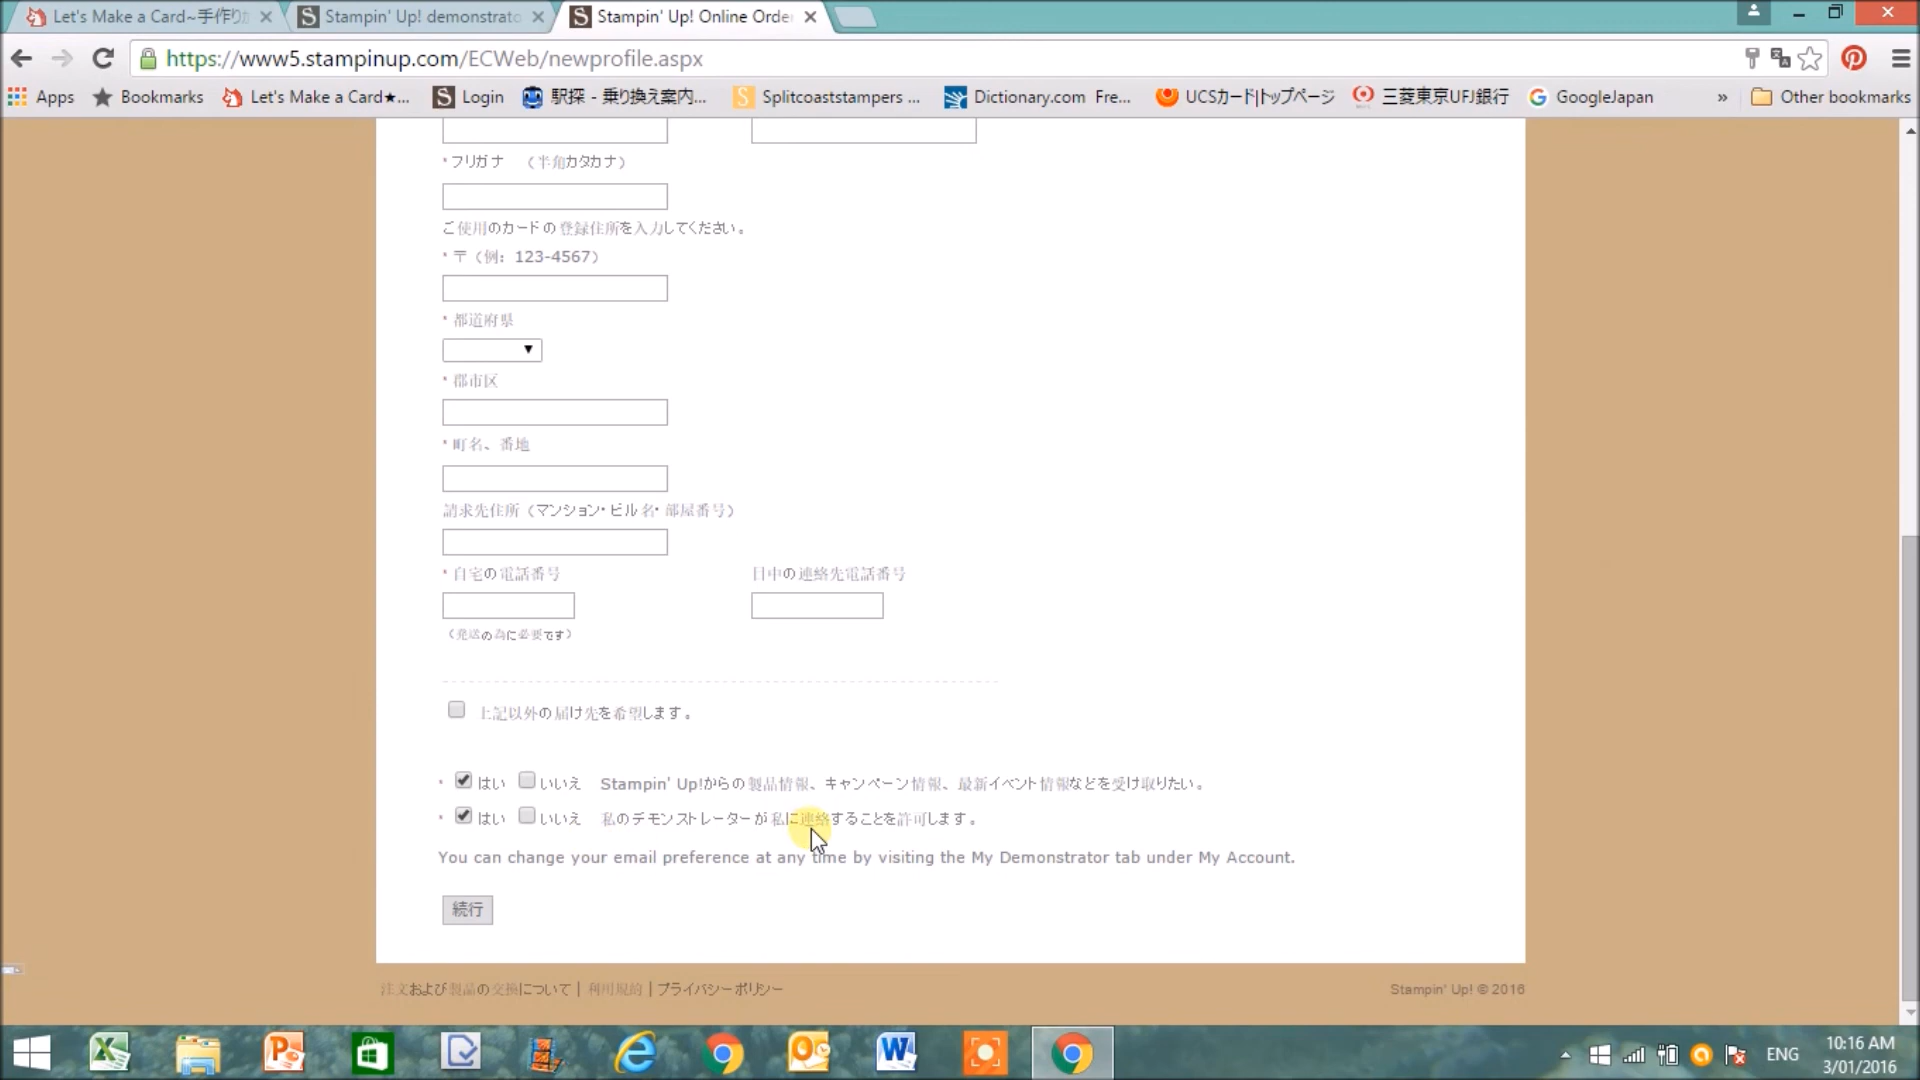 Let's Make a Card~手作りカ
Stampin' Up! demonstrato
Stampin' Up! Online Orde
https://www5.stampinup.com/ECWeb/newprofile.aspx
Apps
Bookmarks
Let's Make a Card★...
Login
駅探 - 乗り換え案内...
Splitcoaststampers ...
Dictionary.com Fre...
UCSカード|トップページ
三菱東京UFJ銀行
GoogleJapan
»
Other bookmarks
*フリガナ （半角カタカナ）
ご使用のカードの登録住所を入力してください。
*〒（例：123-4567）
*都道府県
*郡市区
*町名、番地
請求先住所（マンション・ビル名・部屋番号）
*自宅の電話番号 日中の連絡先電話番号
（発送の為に必要です）
上記以外の届け先を希望します。
* はい いいえ Stampin' Up!からの製品情報、キャンペーン情報、最新イベント情報などを受け取りたい。
* はい いいえ 私のデモンストレーターが私に連絡することを許可します。
You can change your email preference at any time by visiting the My Demonstrator tab under My Account.
続行
注文および製品の交換について | 利用規約 | プライバシーポリシー
Stampin' Up! © 2016
ENG
10:16 AM
3/01/2016